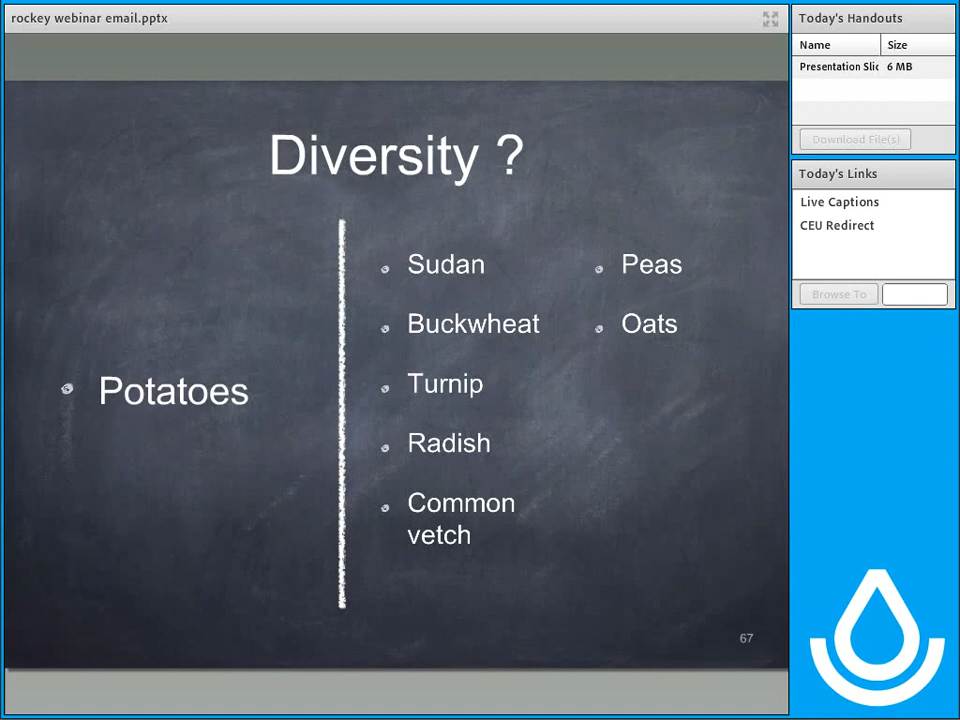 rockey webinar email.pptx
Diversity ?
Potatoes
Sudan
Buckwheat
Turnip
Radish
Common
vetch
Peas
Oats
67
Today's Handouts
Name Size
Presentation Slic 6 MB
Download File(s)
Today's Links
Live Captions
CEU Redirect
Browse To